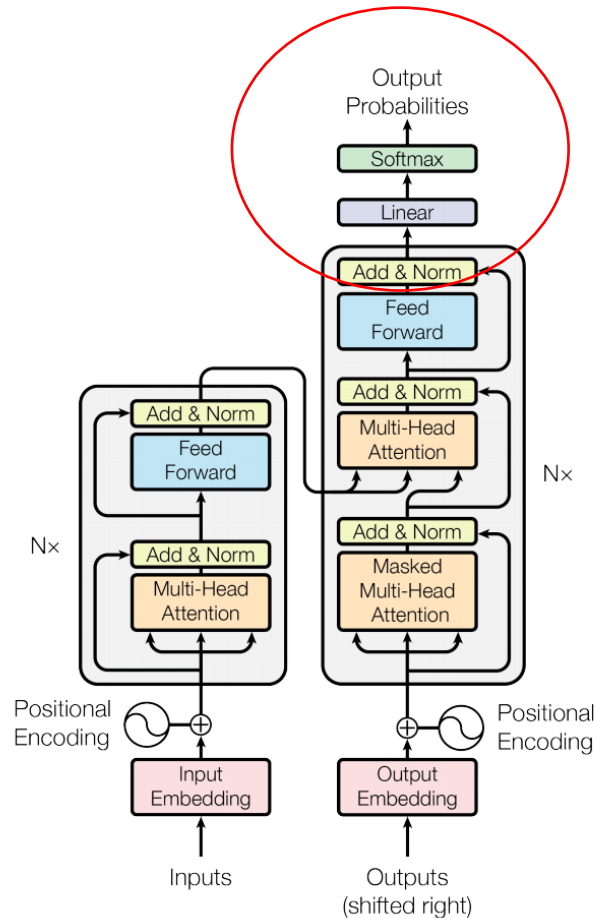 Output
Probabilities
Softmax
Linear
Add & Norm
Feed
Forward
Add & Norm
Multi-Head
Attention
Add & Norm
Masked
Multi-Head
Attention
N×
Positional
Encoding
Output
Embedding
Outputs
(shifted right)
Add & Norm
Feed
Forward
Add & Norm
Multi-Head
Attention
N×
Positional
Encoding
Input
Embedding
Inputs